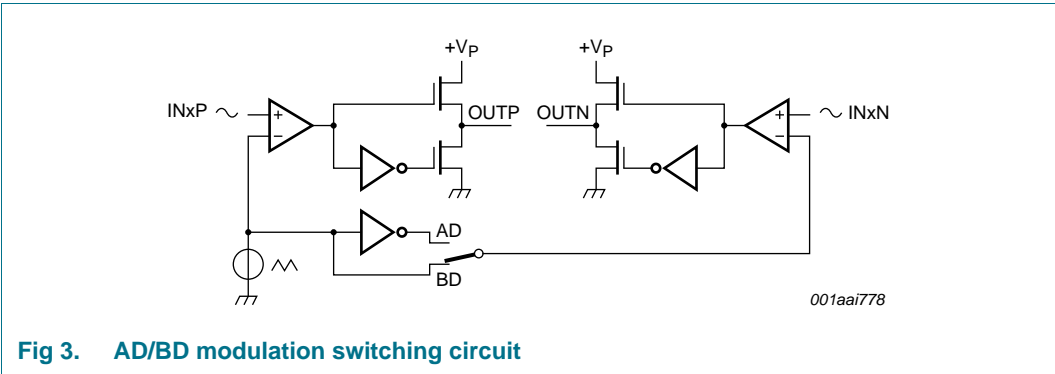 +VP
+VP
INxP
+
−
OUTP
OUTN
+
−
INxN
AD
BD
001aai778
Fig 3. AD/BD modulation switching circuit